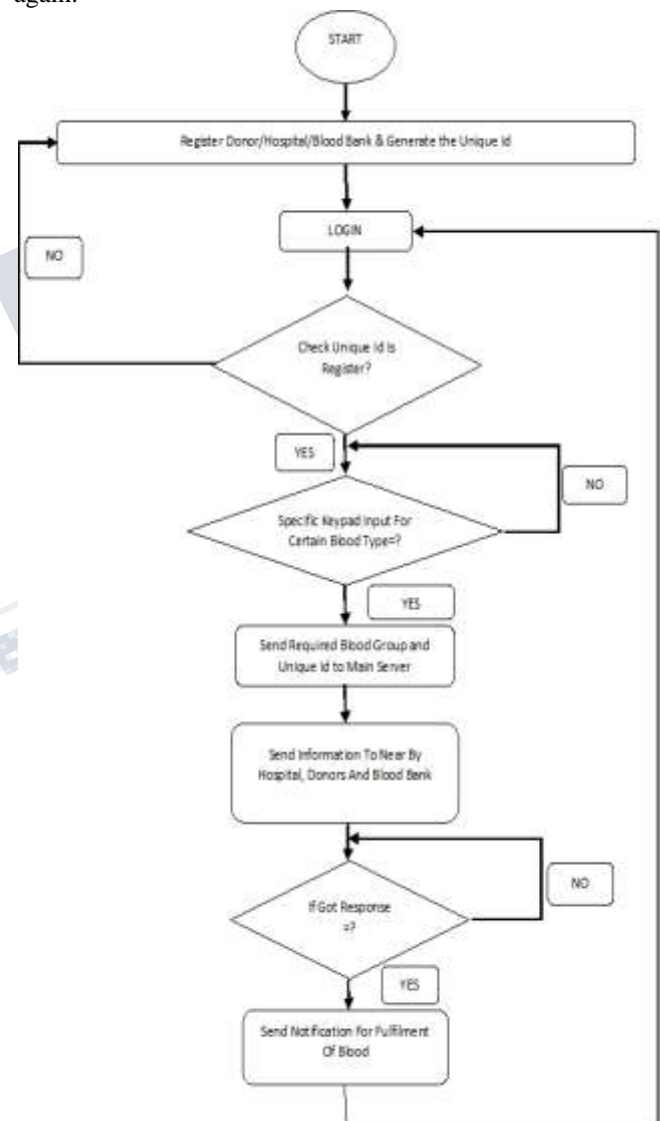 again.
START
Register Donor/Hospital/Blood Bank & Generate the Unique id
LOGIN
NO
Check Unique Id Is
Register?
YES
NO
Specific Keypad Input For
Certain Blood Type=?
YES
Send Required Blood Group and
Unique Id to Main Server
Send Information To Near By
Hospital, Donors And Blood Bank
NO
If Got Response
=?
YES
Send Notification For Fulfilment
Of Blood